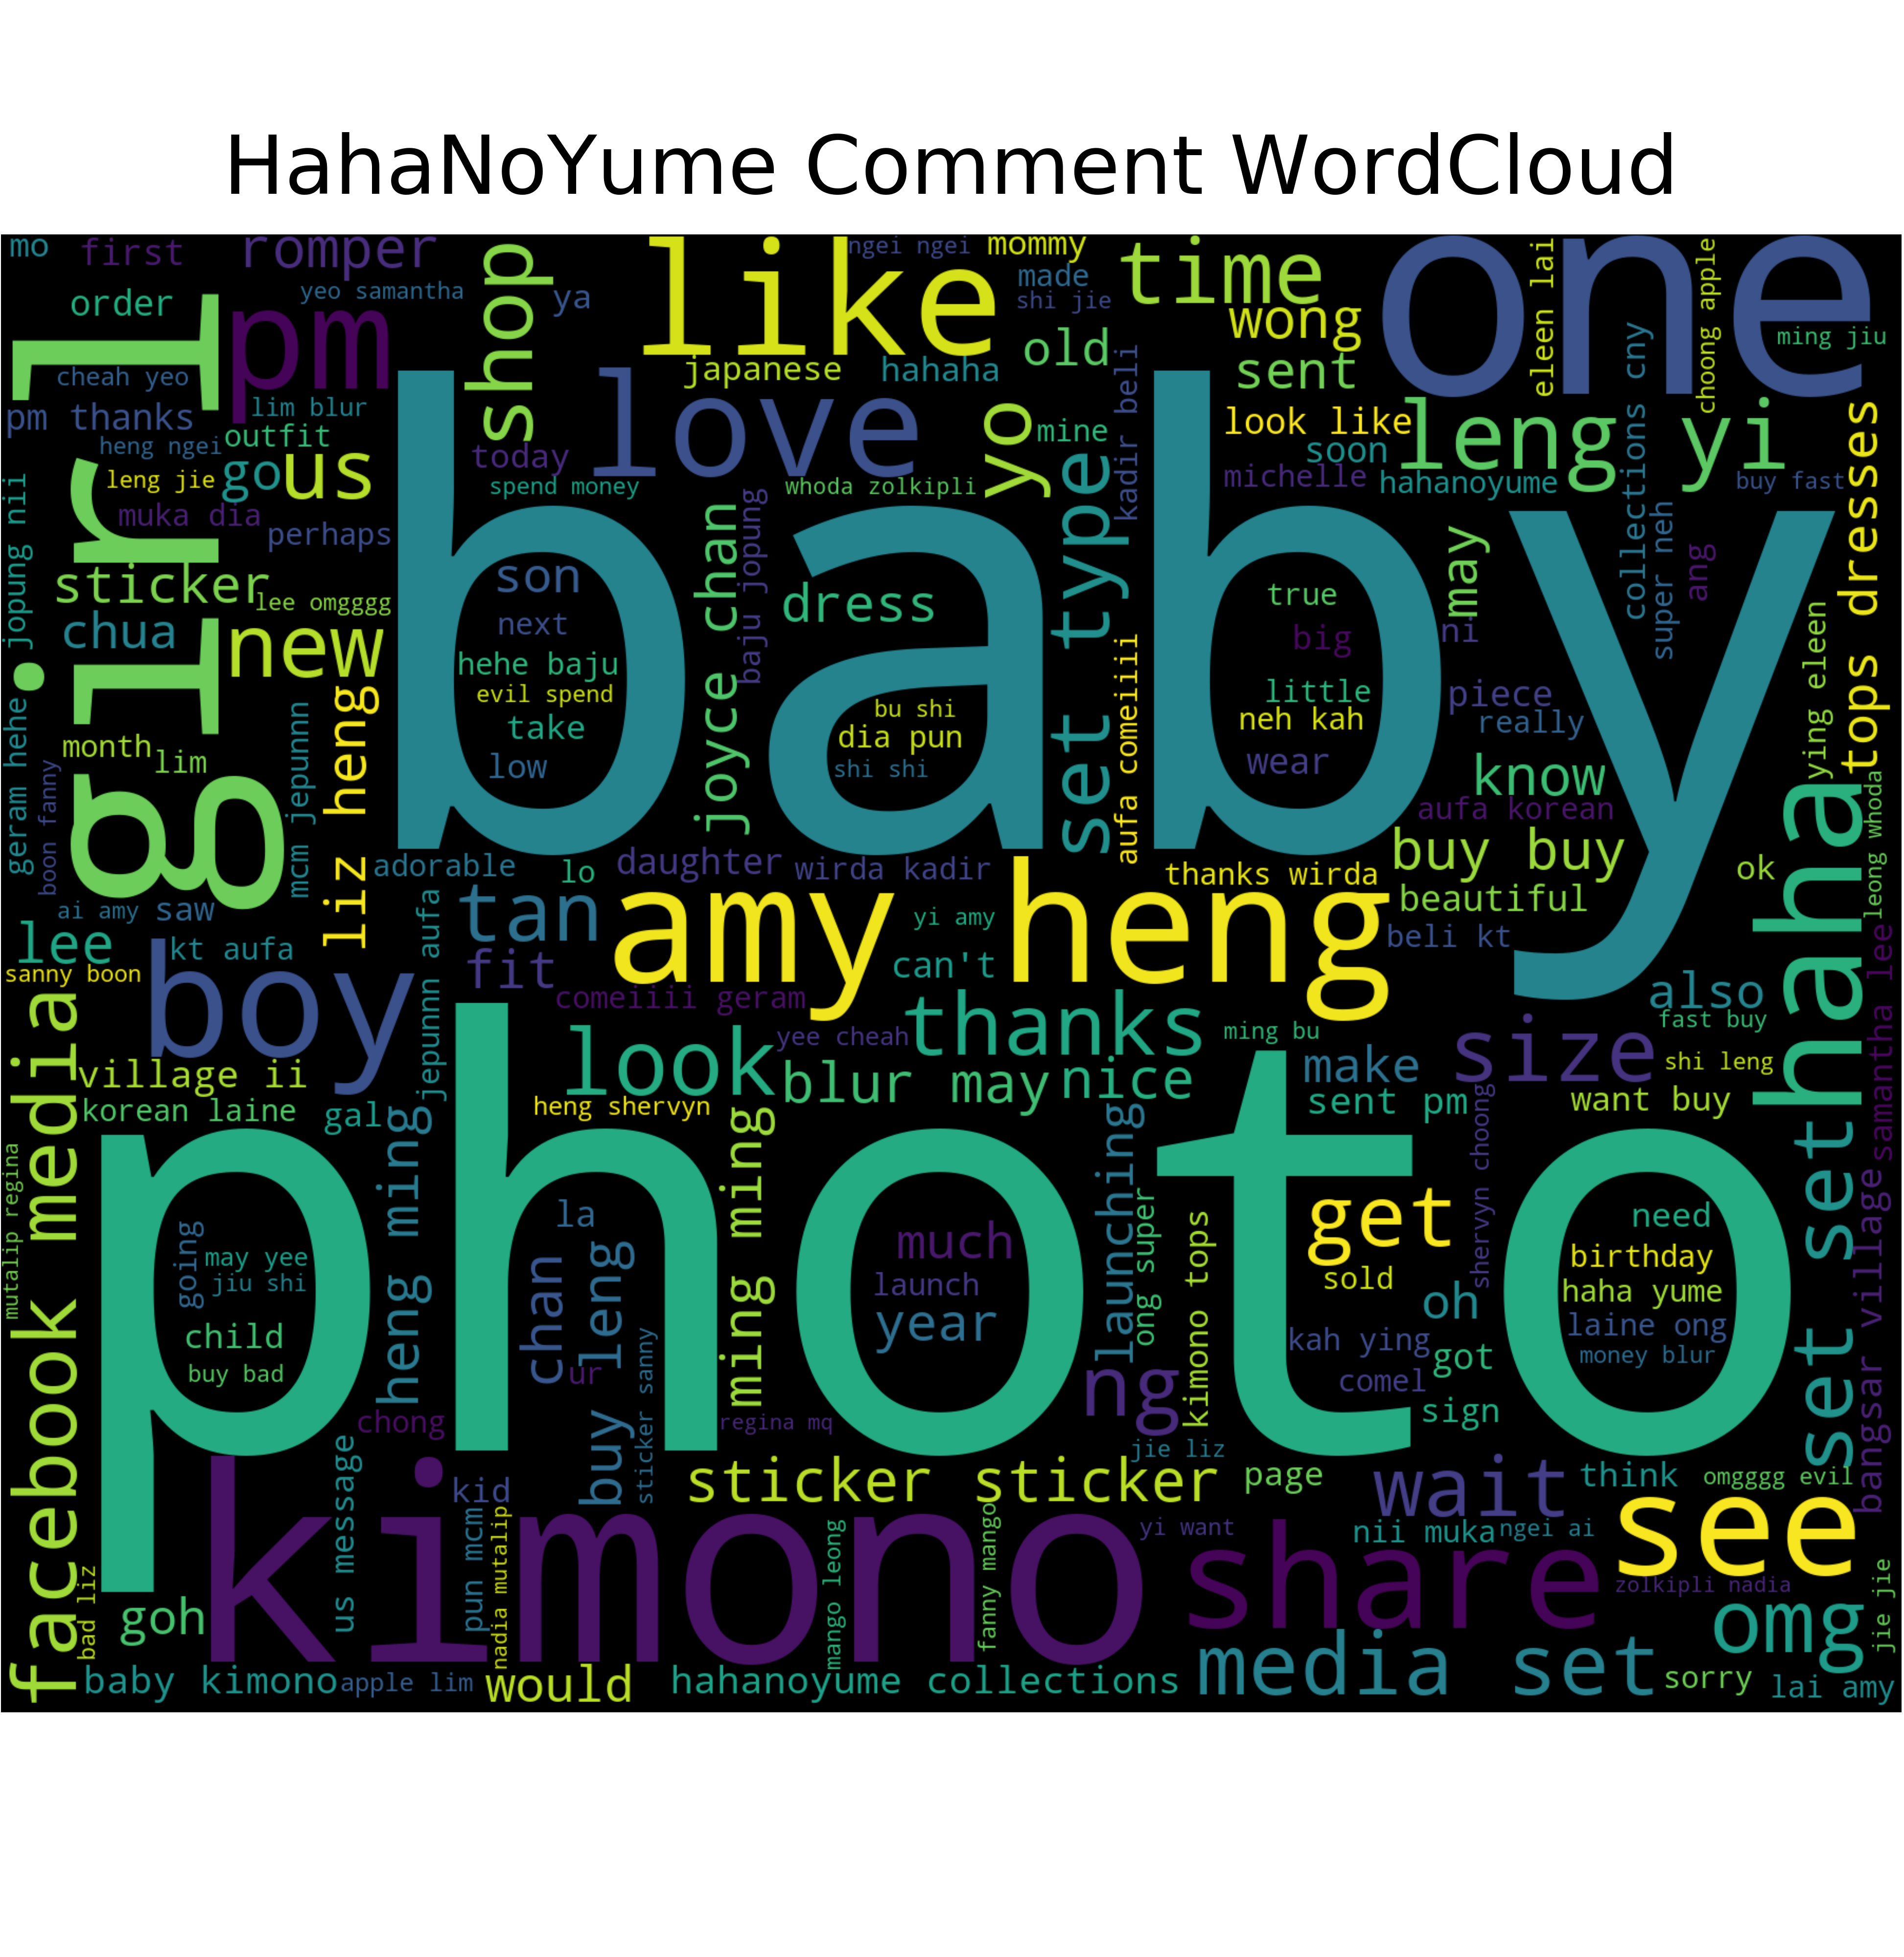 HahaNoYume Comment WordCloud
mo
first
romper
shop
like
ngei ngei
mommy
time
one
eleen lai
choong apple
order
yeo samantha
ya
made
shi jie
wong
ming jiu
girl
pm
cheah yeo
japanese
hahaha
old
sent
collections cny
pm thanks
lim blur
love
yo
mine
kadir beli
look like
leng yi
tops dresses
heng ngei
outfit
today
soon
leng jie
go
us
spend money
whoda zolkipli
michelle
hahanoyume
buy fast
jopung nii
muka dia
perhaps
baby
joyce chan
baju jopung
set type
may
super neh
ang
sticker
lee omgggg
son
dress
true
chua
new
next
big
ni
ying eleen
hehe baju
aufa comeiiii
evil spend
little
piece
geram hehe
take
bu shi
dia pun
neh kah
really
month
lim
mcm jepunnn
liz heng
low
shi shi
wear
know
haha
leong whoda
boon fanny
aufa korean
adorable
lo
daughter
wirda kadir
thanks wirda
buy buy
ok
ai amy
saw
jepunnn aufa
tan
amy heng
yi amy
beautiful
lee
kt aufa
fit
can't
beli kt
samantha lee
sanny boon
boy
comeiiii geram
thanks
also
facebook media
look
yee cheah
ming bu
size
fast buy
village ii
blur may
nice
make
shi leng
korean laine
gal
heng shervyn
sent pm
want buy
photo
heng ming
ming ming
launching
shervyn choong
set set
mutalip regina
bangsar village
la
much
ong super
kimono tops
get
need
going
may yee
jiu shi
chan
buy leng
launch
year
sold
oh
birthday
haha yume
child
sticker sanny
kah ying
got
laine ong
money blur
buy bad
ur
comel
chong
regina mq
ng
sign
us message
jie liz
kimono
kid
sticker sticker
page
wait
think
omgggg evil
pun mcm
nadia mutalip
mango leong
fanny mango
yi want
share
nii muka
ngei ai
see
bad liz
goh
zolkipli nadia
omg
jie jie
baby kimono
apple lim
would
hahanoyume collections
media set
sorry
lai amy